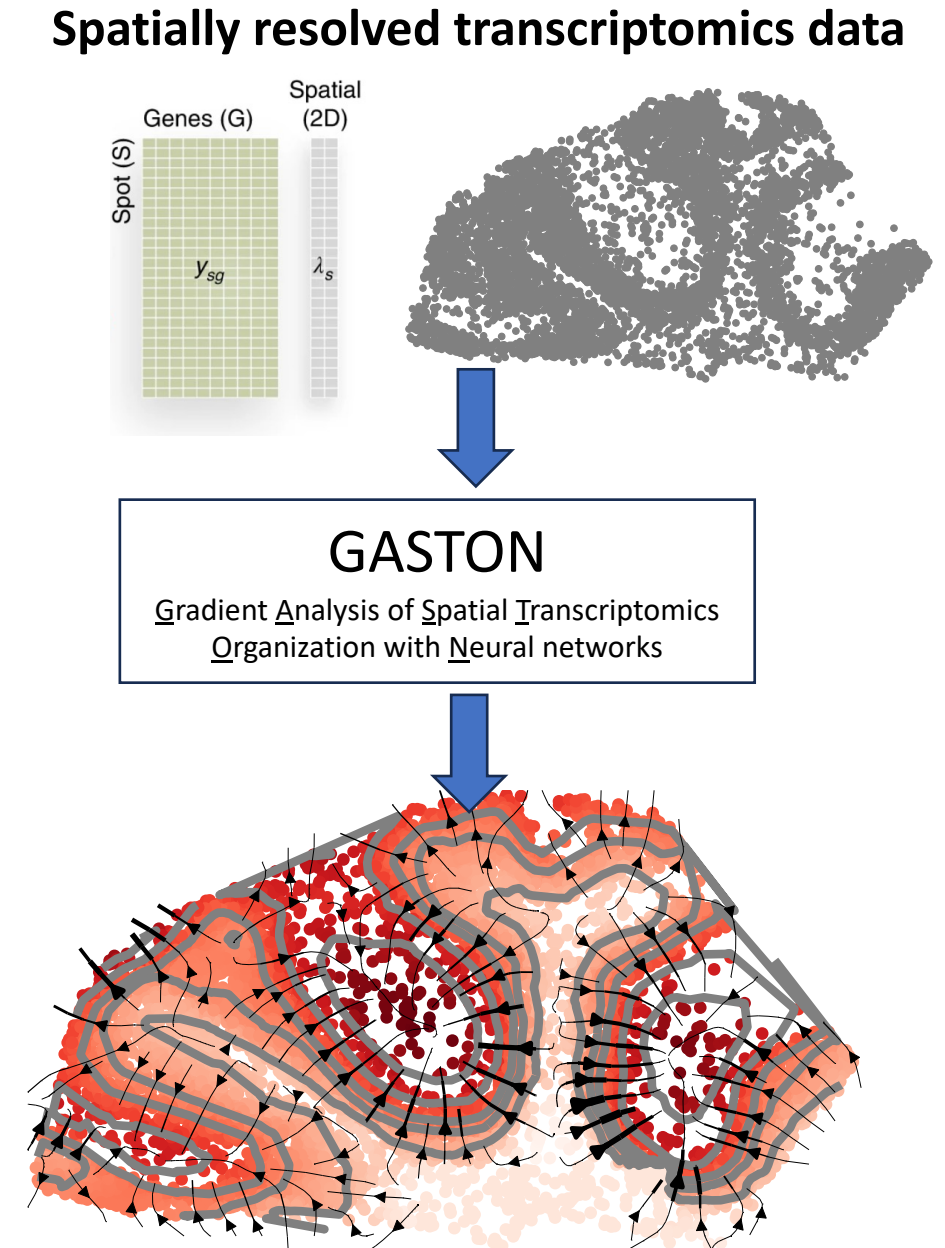 Spatially resolved transcriptomics data
Spatial
(2D)
Genes (G)
Spot (S)
y_sg
λ_s
GASTON
Gradient Analysis of Spatial Transcriptomics
Organization with Neural networks